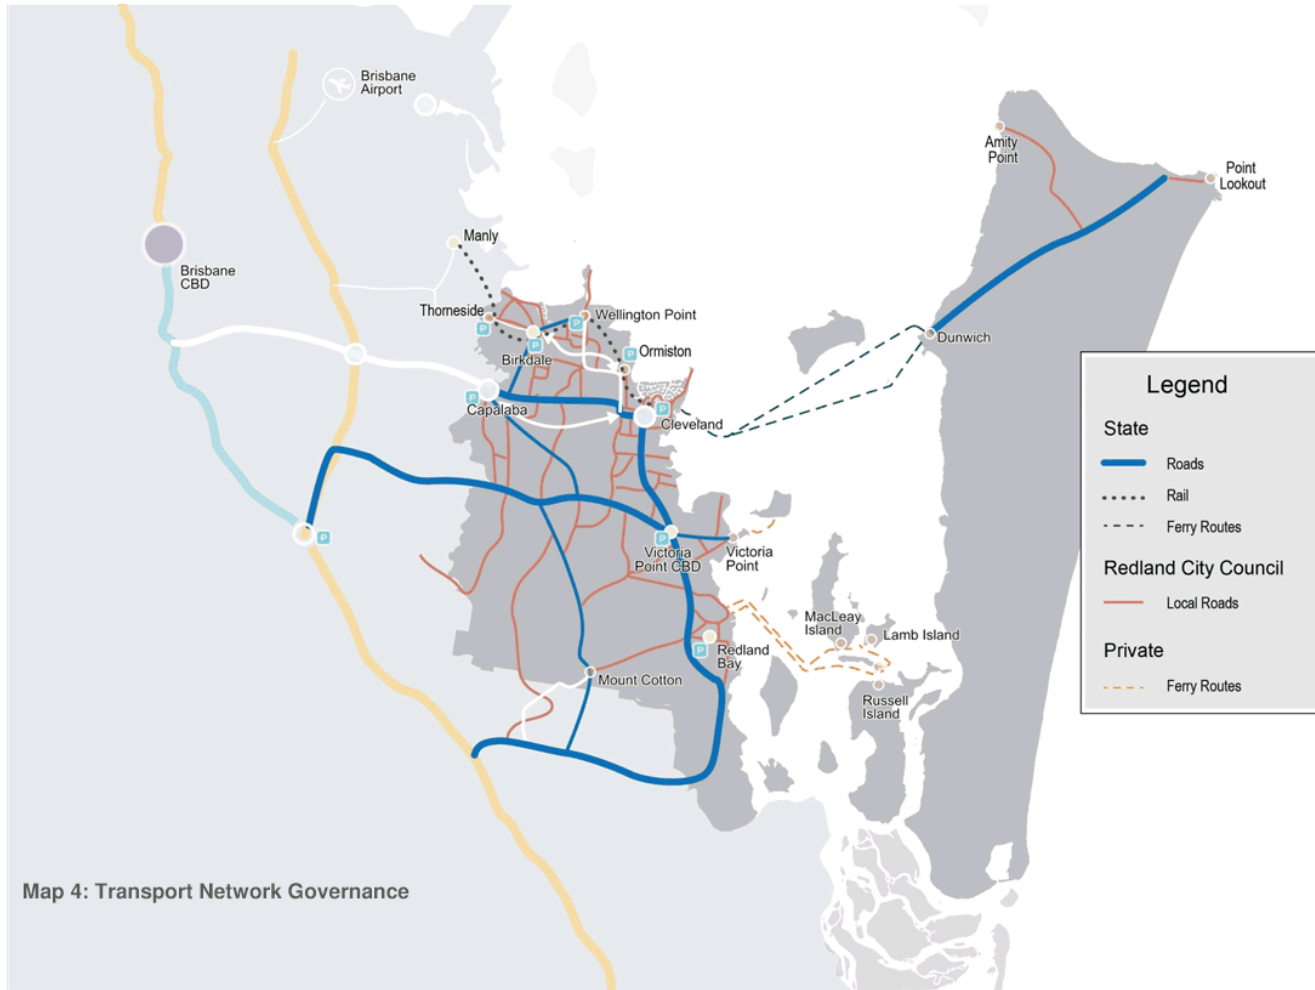 Brisbane
Airport
Amity
Point
Point
Lookout
Manly
Brisbane
CBD
Thorneside
Wellington Point
P
P
Dunwich
Ormiston
P
P
Birkdale
P
Capalaba
P
Cleveland
Legend
State
Roads
Rail
Ferry Routes
Redland City Council
Local Roads
Private
Ferry Routes
P
P
Victoria
Point CBD
Victoria
Point
MacLeay
Island
Lamb Island
P
Redland
Bay
Mount Cotton
Russell
Island
Map 4: Transport Network Governance